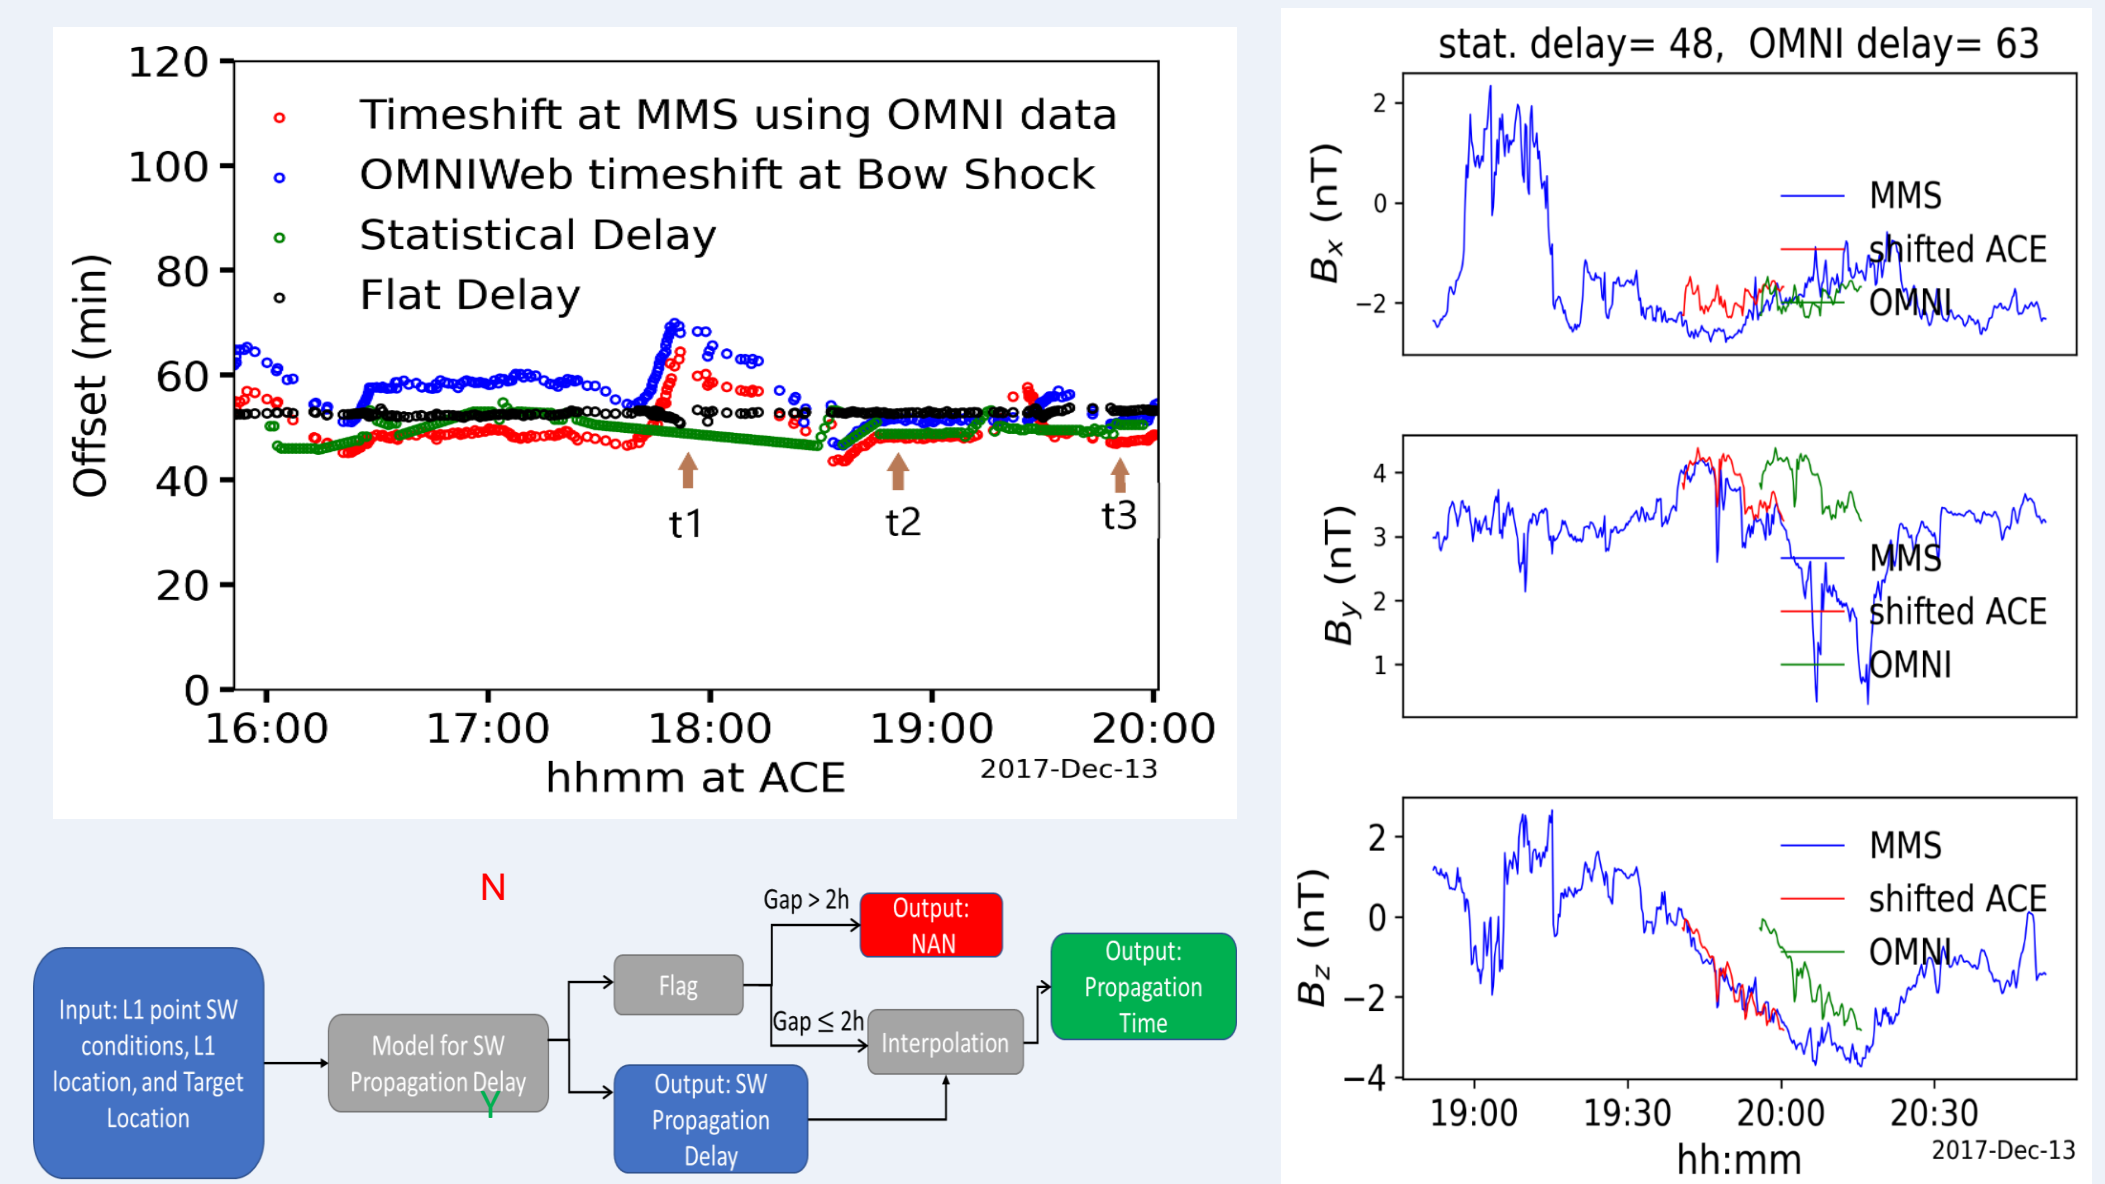 120
100
80
60
40
20
0
Offset (min)
Timeshift at MMS using OMNI data
OMNIWeb timeshift at Bow Shock
Statistical Delay
Flat Delay
t1
t2
t3
16:00
17:00
18:00
19:00
20:00
hhmm at ACE
2017-Dec-13
N
Input: L1 point SW
conditions, L1
location, and Target
Location
Model for SW
Propagation Delay
Y
Flag
Output: SW
Propagation
Delay
Gap > 2h
Gap ≤ 2h
Output:
NAN
Interpolation
Output:
Propagation
Time
stat. delay= 48, OMNI delay= 63
2
0
−2
Bx (nT)
MMS
shifted ACE
OMNI
4
3
2
1
By (nT)
MMS
shifted ACE
OMNI
2
0
−2
−4
Bz (nT)
MMS
shifted ACE
OMNI
19:00
19:30
20:00
20:30
hh:mm
2017-Dec-13